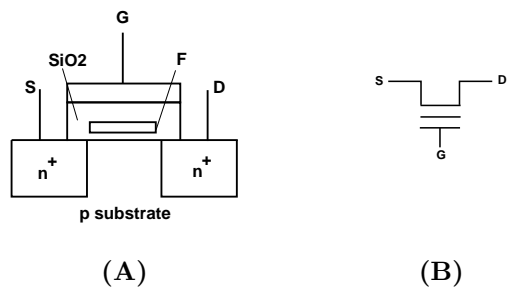 G
SiO2 F
S D
n+ n+
p substrate
(A)
S D
G
(B)